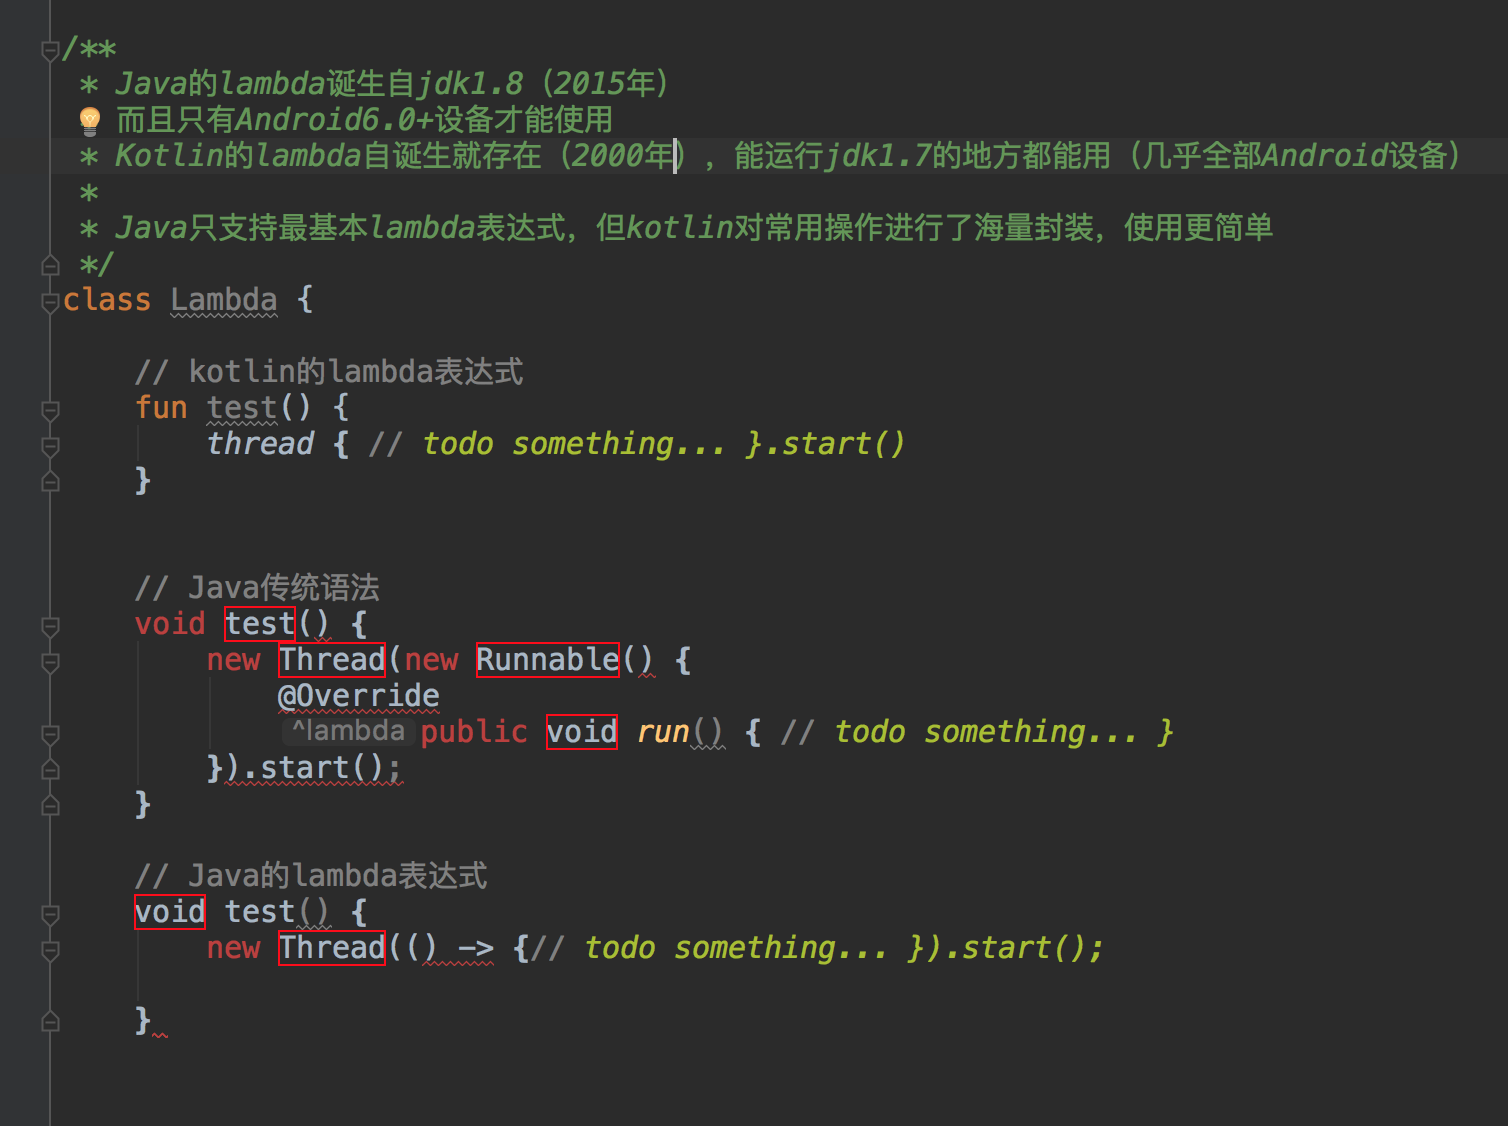 /**
* Java的lambda诞生自jdk1.8（2015年）
而且只有Android6.0+设备才能使用
* Kotlin的lambda自诞生就存在（2000年），能运行jdk1.7的地方都能用（几乎全部Android设备）
*
* Java只支持最基本lambda表达式，但kotlin对常用操作进行了海量封装，使用更简单
*/
class Lambda {
// kotlin的lambda表达式
fun test() {
thread { // todo something... }.start()
}
// Java传统语法
void test() {
new Thread(new Runnable() {
@Override
^lambda public void run() { // todo something... }
}).start();
}
// Java的lambda表达式
void test() {
new Thread(() -> {// todo something... }).start();
}